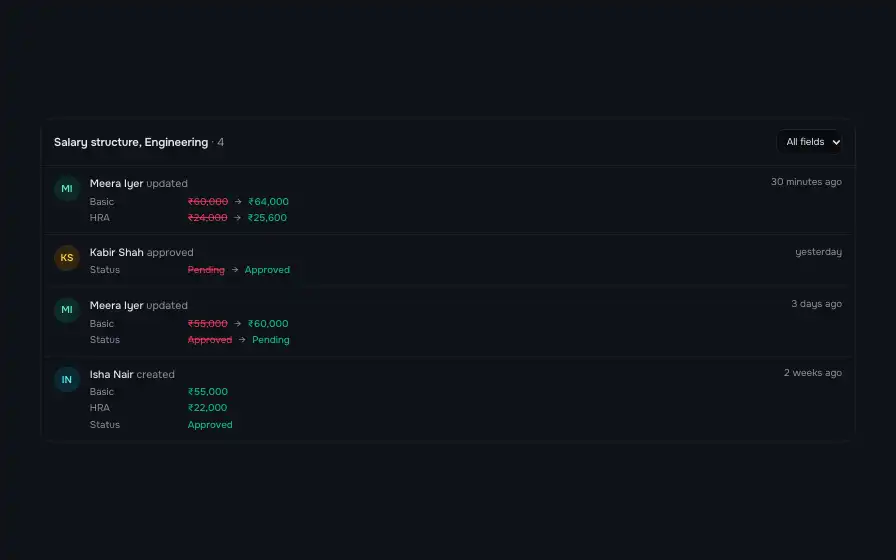 Salary structure, Engineering · 4
All fields
MI
Meera Iyer updated
30 minutes ago
Basic ₹60,000 → ₹64,000
HRA ₹24,000 → ₹25,600
KS
Kabir Shah approved
yesterday
Status Pending → Approved
MI
Meera Iyer updated
3 days ago
Basic ₹55,000 → ₹60,000
Status Approved → Pending
IN
Isha Nair created
2 weeks ago
Basic ₹55,000
HRA ₹22,000
Status Approved